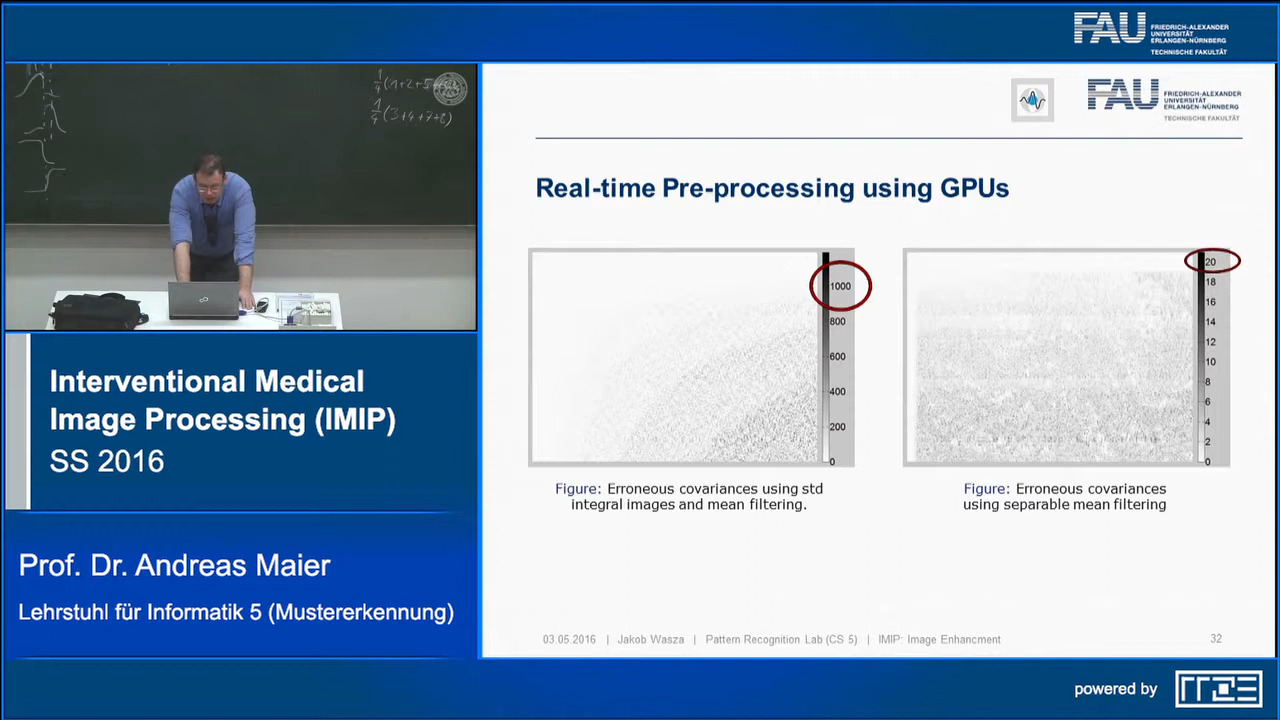 FAU
FRIEDRICH-ALEXANDER
UNIVERSITÄT
ERLANGEN-NÜRNBERG
TECHNISCHE FAKULTÄT
FAU
FRIEDRICH-ALEXANDER
UNIVERSITÄT
ERLANGEN-NÜRNBERG
TECHNISCHE FAKULTÄT
Real-time Pre-processing using GPUs
1000
800
600
400
200
0
20
18
16
14
12
10
8
6
4
2
0
Figure: Erroneous covariances using std
integral images and mean filtering.
Figure: Erroneous covariances
using separable mean filtering
Interventional Medical
Image Processing (IMIP)
SS 2016
Prof. Dr. Andreas Maier
Lehrstuhl für Informatik 5 (Mustererkennung)
03.05.2016 | Jakob Wasza | Pattern Recognition Lab (CS 5) | IMIP: Image Enhancment
32
powered by